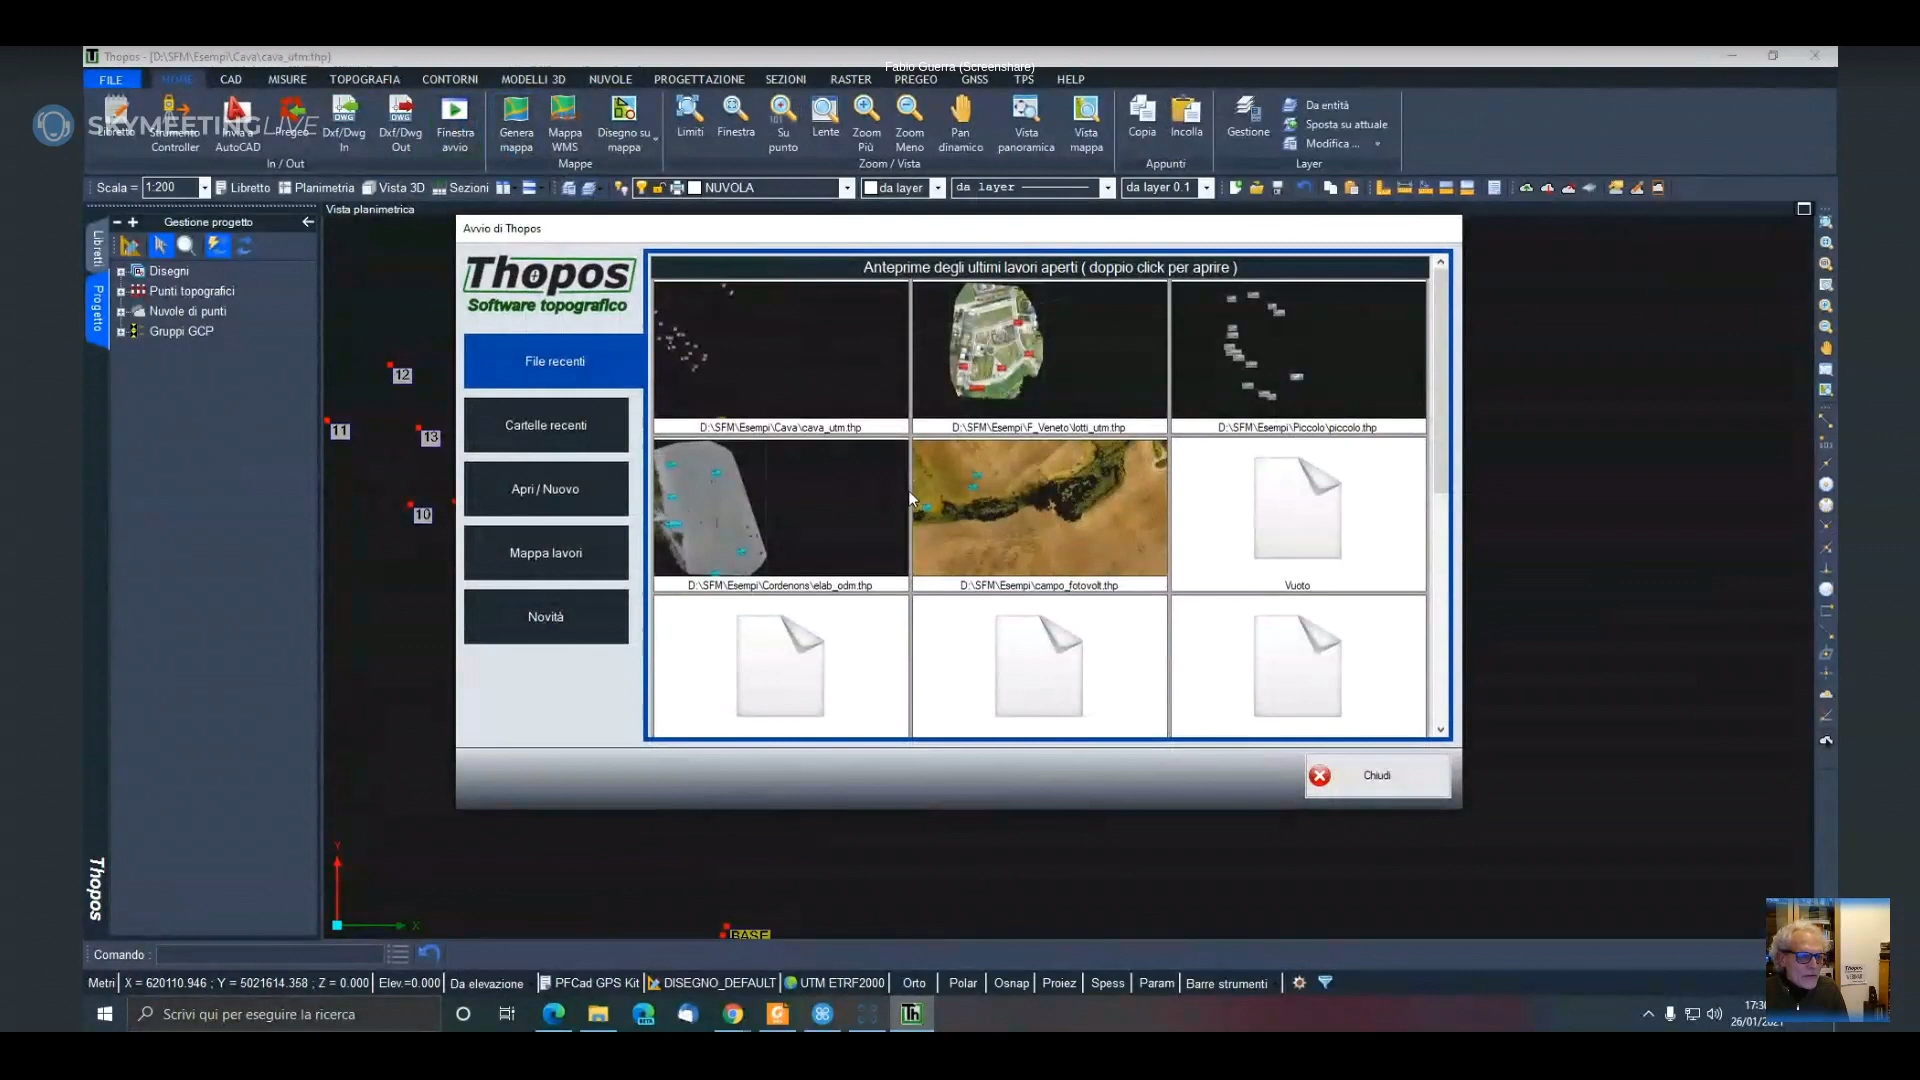 Thopos - [D:\SFM\Esempi\Cava\cava_utm.thp]
Fabio Guerra (Screenshare)
FILE HOME CAD MISURE TOPOGRAFIA CONTORNI MODELLI 3D NUVOLE PROGETTAZIONE SEZIONI RASTER PREGEO GNSS TPS HELP
SKYMEETINGLIVE
Libretto Strumento Controller Invia a AutoCAD Pregeo Dxf/Dwg In Dxf/Dwg Out Finestra avvio
In / Out
Genera mappa Mappa WMS Disegno su mappa
Mappe
Limiti Finestra Su punto Lente Zoom Più Zoom Meno Pan dinamico Vista panoramica Vista mappa
Zoom / Vista
Copia Incolla
Appunti
Gestione
Da entità
Sposta su attuale
Modifica ...
Layer
Scala = 1:200 Libretto Planimetria Vista 3D Sezioni NUVOLA da layer da layer da layer 0.1
Libretti
Progetto
Gestione progetto
Disegni
Punti topografici
Nuvole di punti
Gruppi GCP
Thopos
Vista planimetrica
12
11
13
10
Avvio di Thopos
Thopos
Software topografico
File recenti
Cartelle recenti
Apri / Nuovo
Mappa lavori
Novità
Anteprime degli ultimi lavori aperti ( doppio click per aprire )
D:\SFM\Esempi\Cava\cava_utm.thp
D:\SFM\Esempi\F_Veneto\lotti_utm.thp
D:\SFM\Esempi\Piccolo\piccolo.thp
D:\SFM\Esempi\Cordenons\elab_odm.thp
D:\SFM\Esempi\campo_fotovolt.thp
Vuoto
Chiudi
Y
X
BASE
Comando :
Metri X = 620110.946 ; Y = 5021614.358 ; Z = 0.000 Elev.=0.000 Da elevazione PFCad GPS Kit DISEGNO_DEFAULT UTM ETRF2000 Orto Polar Osnap Proiez Spess Param Barre strumenti
Scrivi qui per eseguire la ricerca
BETA
Th
Thopos
WEBINAR